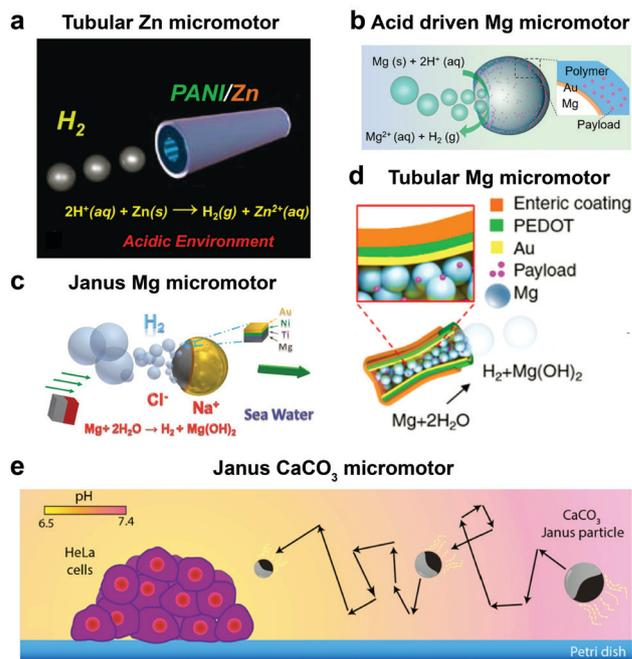 a
Tubular Zn micromotor
PANI/Zn
H₂
2H⁺(aq) + Zn(s) → H₂(g) + Zn²⁺(aq)
Acidic Environment
b
Acid driven Mg micromotor
Mg (s) + 2H⁺ (aq)
Mg²⁺ (aq) + H₂ (g)
Polymer
Au
Mg
Payload
c
Janus Mg micromotor
H₂
Au
Ni
Ti
Mg
Cl⁻
Na⁺
Sea Water
Mg+ 2H₂O → H₂ + Mg(OH)₂
d
Tubular Mg micromotor
Enteric coating
PEDOT
Au
Payload
Mg
H₂+Mg(OH)₂
Mg+2H₂O
e
Janus CaCO₃ micromotor
pH
6.5
7.4
HeLa
cells
CaCO₃
Janus particle
Petri dish